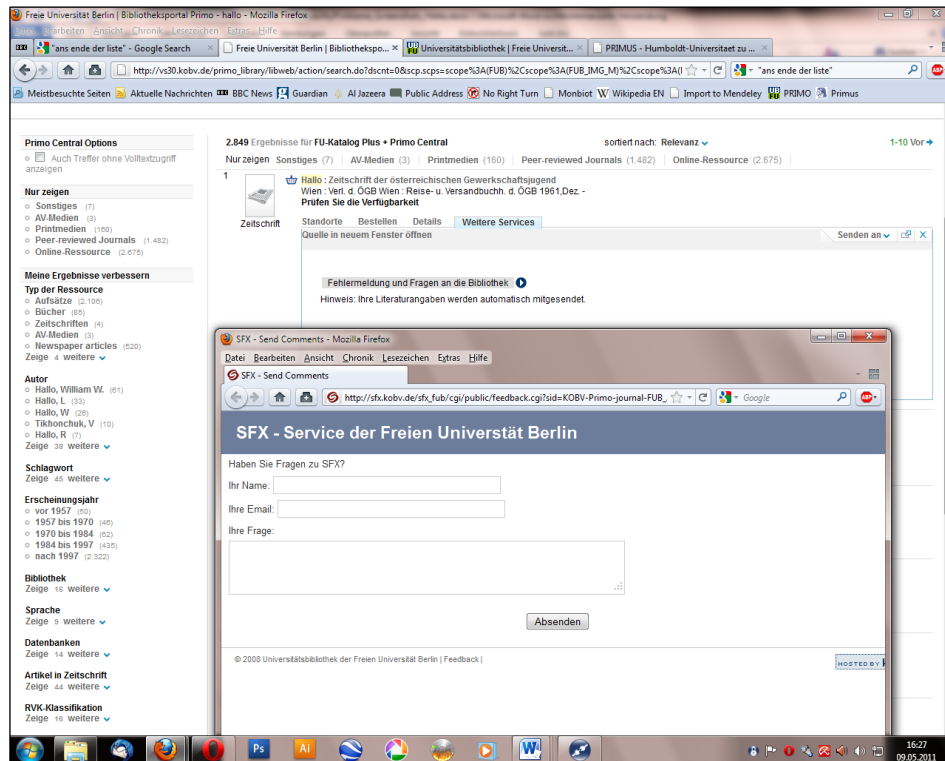 Freie Universität Berlin | Bibliotheksportal Primo - hallo - Mozilla Firefox
Datei Bearbeiten Ansicht Chronik Lesezeichen Extras Hilfe
"ans ende der liste" - Google Search
Freie Universität Berlin | Bibliothekspo...
Universitätsbibliothek | Freie Universit...
PRIMUS - Humboldt-Universitaet zu ...
http://vs30.kobv.de/primo_library/libweb/action/search.do?dscnt=0&scp.scps=scope%3A(FUB)%2Cscope%3A(FUB_IMG_M)%2Cscope%3A(
"ans ende der liste"
Meistbesuchte Seiten Aktuelle Nachrichten BBC News Guardian Al Jazeera Public Address No Right Turn Monbiot Wikipedia EN Import to Mendeley PRIMO Primus
Primo Central Options
Auch Treffer ohne Volltextzugriff
anzeigen
Nur zeigen
Sonstiges (7)
AV-Medien (3)
Printmedien (160)
Peer-reviewed Journals (1.482)
Online-Ressource (2.675)
Meine Ergebnisse verbessern
Typ der Ressource
Aufsätze (2.106)
Bücher (85)
Zeitschriften (4)
AV-Medien (3)
Newspaper articles (520)
Zeige 4 weitere
Autor
Hallo, William W. (61)
Hallo, L (33)
Hallo, W (26)
Tikhonchuk, V (10)
Hallo, R (7)
Zeige 38 weitere
Schlagwort
Zeige 45 weitere
Erscheinungsjahr
vor 1957 (50)
1957 bis 1970 (46)
1970 bis 1984 (62)
1984 bis 1997 (435)
nach 1997 (2.322)
Bibliothek
Zeige 16 weitere
Sprache
Zeige 9 weitere
Datenbanken
Zeige 14 weitere
Artikel in Zeitschrift
Zeige 44 weitere
RVK-Klassifikation
Zeige 16 weitere
2.849 Ergebnisse für FU-Katalog Plus + Primo Central
sortiert nach: Relevanz
1-10 Vor
Nur zeigen Sonstiges (7) | AV-Medien (3) | Printmedien (160) | Peer-reviewed Journals (1.482) | Online-Ressource (2.675)
1
Zeitschrift
Hallo : Zeitschrift der österreichischen Gewerkschaftsjugend
Wien : Verl. d. ÖGB Wien : Reise- u. Versandbuchh. d. ÖGB 1961,Dez. -
Prüfen Sie die Verfügbarkeit
Standorte Bestellen Details Weitere Services
Quelle in neuem Fenster öffnen
Senden an
X
Fehlermeldung und Fragen an die Bibliothek
Hinweis: Ihre Literaturangaben werden automatisch mitgesendet.
SFX - Send Comments - Mozilla Firefox
Datei Bearbeiten Ansicht Chronik Lesezeichen Extras Hilfe
SFX - Send Comments
http://sfx.kobv.de/sfx_fub/cgi/public/feedback.cgi?sid=KOBV-Primo-journal-FUB_
Google
ABP
SFX - Service der Freien Universtät Berlin
Haben Sie Fragen zu SFX?
Ihr Name:
Ihre Email:
Ihre Frage:
Absenden
© 2008 Universitätsbibliothek der Freien Universität Berlin | Feedback |
HOSTED BY
Ps
Ai
16:27
09.05.2011